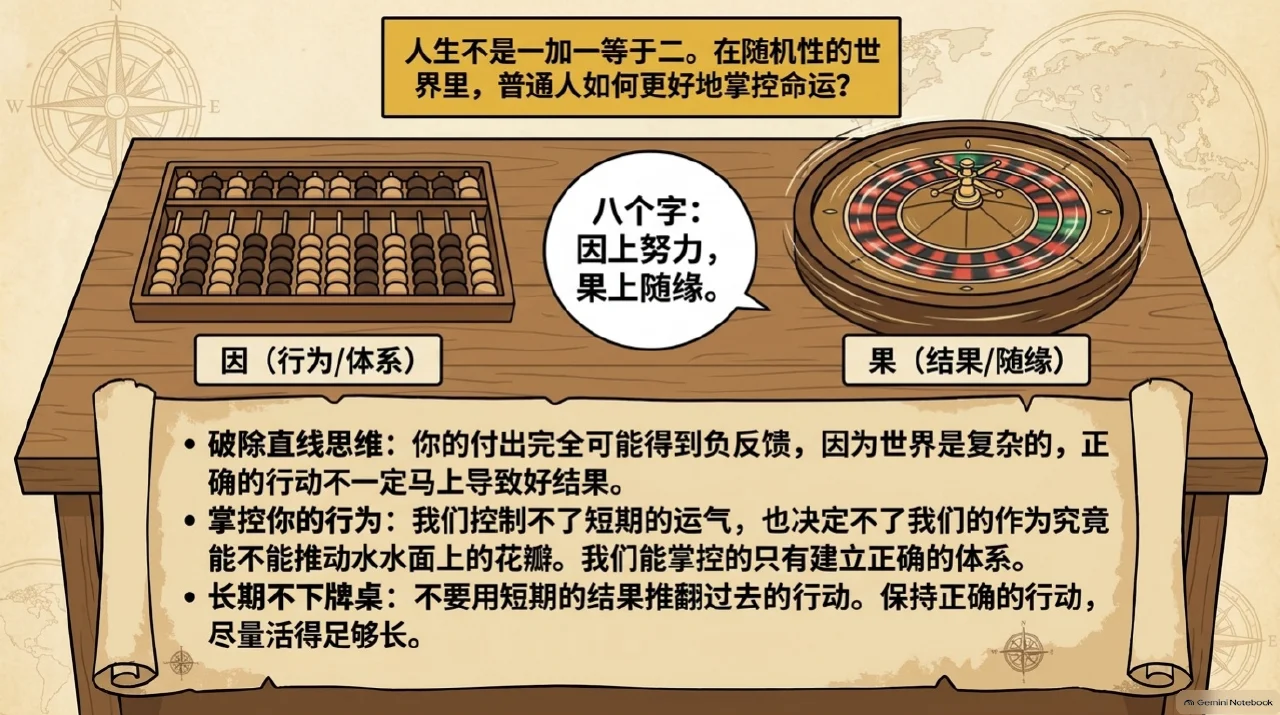 人生不是一加一等于二。在随机性的世
界里，普通人如何更好地掌控命运？
八个字：
因上努力，
果上随缘。
因（行为/体系）
果（结果/随缘）
• 破除直线思维：你的付出完全可能得到负反馈，因为世界是复杂的，正
确的行动不一定马上导致好结果。
• 掌控你的行为：我们控制不了短期的运气，也决定不了我们的作为究竟
能不能推动水水面上的花瓣。我们能掌控的只有建立正确的体系。
• 长期不下牌桌：不要用短期的结果推翻过去的行动。保持正确的行动，
尽量活得足够长。
N
W
E
W
E
Gemini Notebook